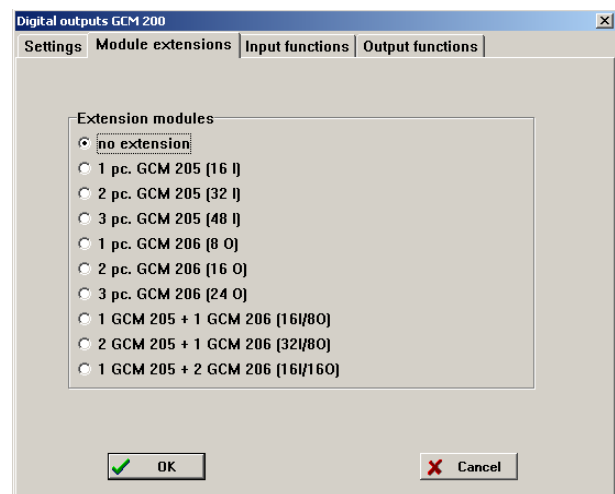 Digital outputs GCM 200
Settings Module extensions Input functions Output functions
Extension modules
no extension
1 pc. GCM 205 (16 I)
2 pc. GCM 205 (32 I)
3 pc. GCM 205 (48 I)
1 pc. GCM 206 (8 O)
2 pc. GCM 206 (16 O)
3 pc. GCM 206 (24 O)
1 GCM 205 + 1 GCM 206 (16I/8O)
2 GCM 205 + 1 GCM 206 (32I/8O)
1 GCM 205 + 2 GCM 206 (16I/16O)
OK Cancel